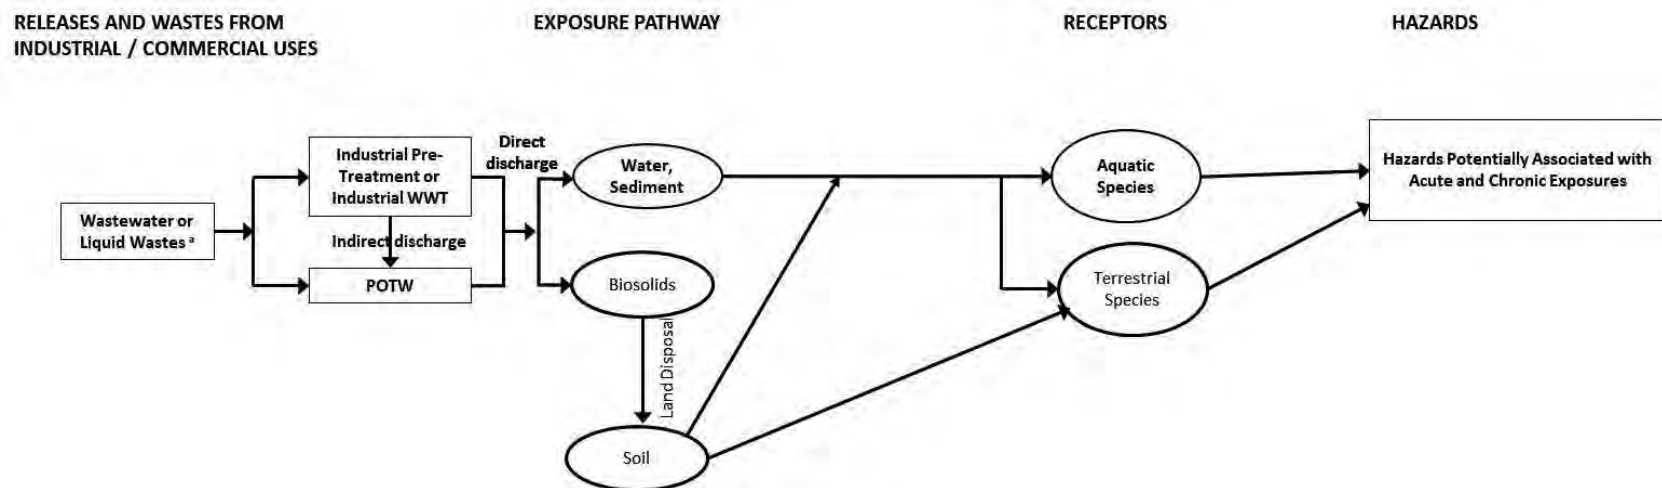 RELEASES AND WASTES FROM
INDUSTRIAL / COMMERCIAL USES
EXPOSURE PATHWAY
RECEPTORS
HAZARDS
Wastewater or
Liquid Wastes ª
Industrial Pre-
Treatment or
Industrial WWT
Indirect discharge
POTW
Direct
discharge
Water,
Sediment
Biosolids
Land Disposal
Soil
Aquatic
Species
Terrestrial
Species
Hazards Potentially Associated with
Acute and Chronic Exposures